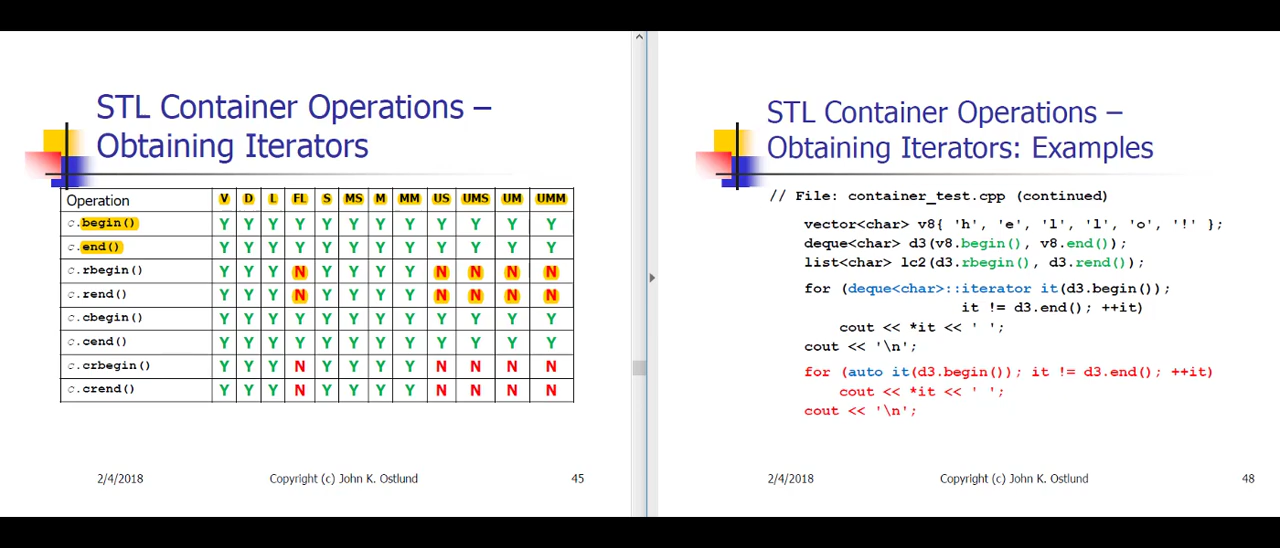 STL Container Operations –
Obtaining Iterators
Operation V D L FL S MS M MM US UMS UM UMM
c.begin() Y Y Y Y Y Y Y Y Y Y Y Y
c.end() Y Y Y Y Y Y Y Y Y Y Y Y
c.rbegin() Y Y Y N Y Y Y Y N N N N
c.rend() Y Y Y N Y Y Y Y N N N N
c.cbegin() Y Y Y Y Y Y Y Y Y Y Y Y
c.cend() Y Y Y Y Y Y Y Y Y Y Y Y
c.crbegin() Y Y Y N Y Y Y Y N N N N
c.crend() Y Y Y N Y Y Y Y N N N N
2/4/2018 Copyright (c) John K. Ostlund 45
STL Container Operations –
Obtaining Iterators: Examples
// File: container_test.cpp (continued)
vector<char> v8{ 'h', 'e', 'l', 'l', 'o', '!' };
deque<char> d3(v8.begin(), v8.end());
list<char> lc2(d3.rbegin(), d3.rend());
for (deque<char>::iterator it(d3.begin());
it != d3.end(); ++it)
cout << *it << ' ';
cout << '\n';
for (auto it(d3.begin()); it != d3.end(); ++it)
cout << *it << ' ';
cout << '\n';
2/4/2018 Copyright (c) John K. Ostlund 48